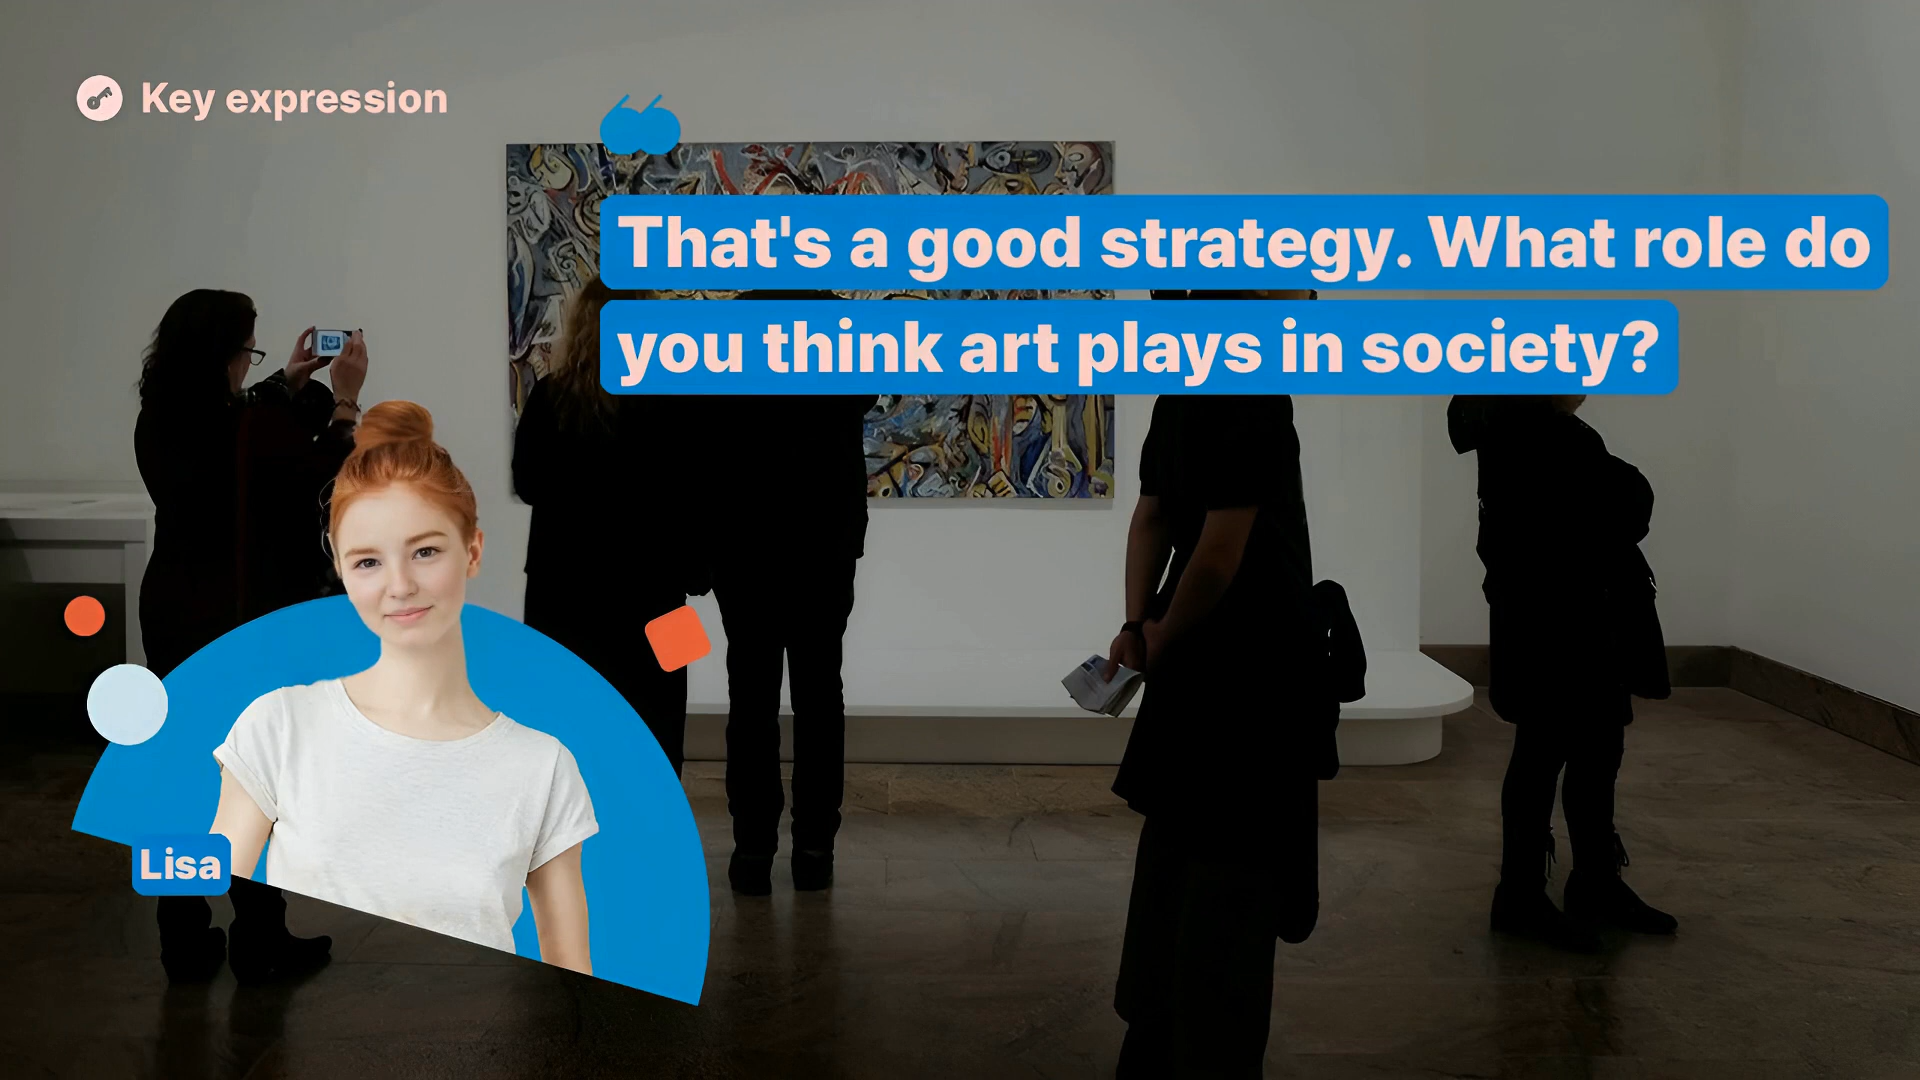 Key expression
That's a good strategy. What role do
you think art plays in society?
Lisa